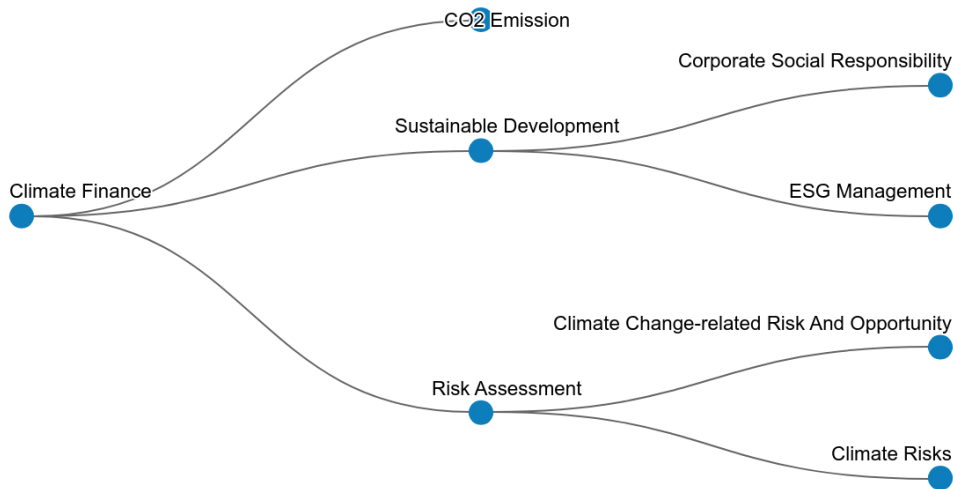 CO2 Emission
Corporate Social Responsibility
Sustainable Development
Climate Finance
ESG Management
Climate Change-related Risk And Opportunity
Risk Assessment
Climate Risks